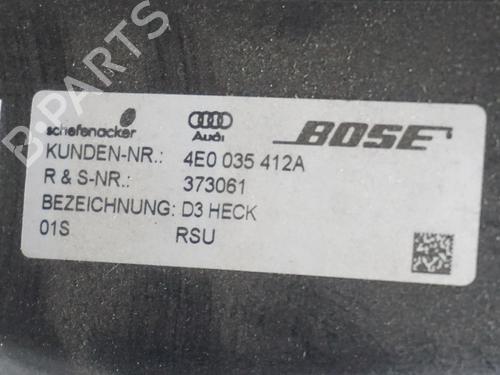 schefenacker Audi BOSE
KUNDEN-NR.: 4E0 035 412A
R & S-NR.: 373061
BEZEICHNUNG: D3 HECK
01S RSU
B-PARTS